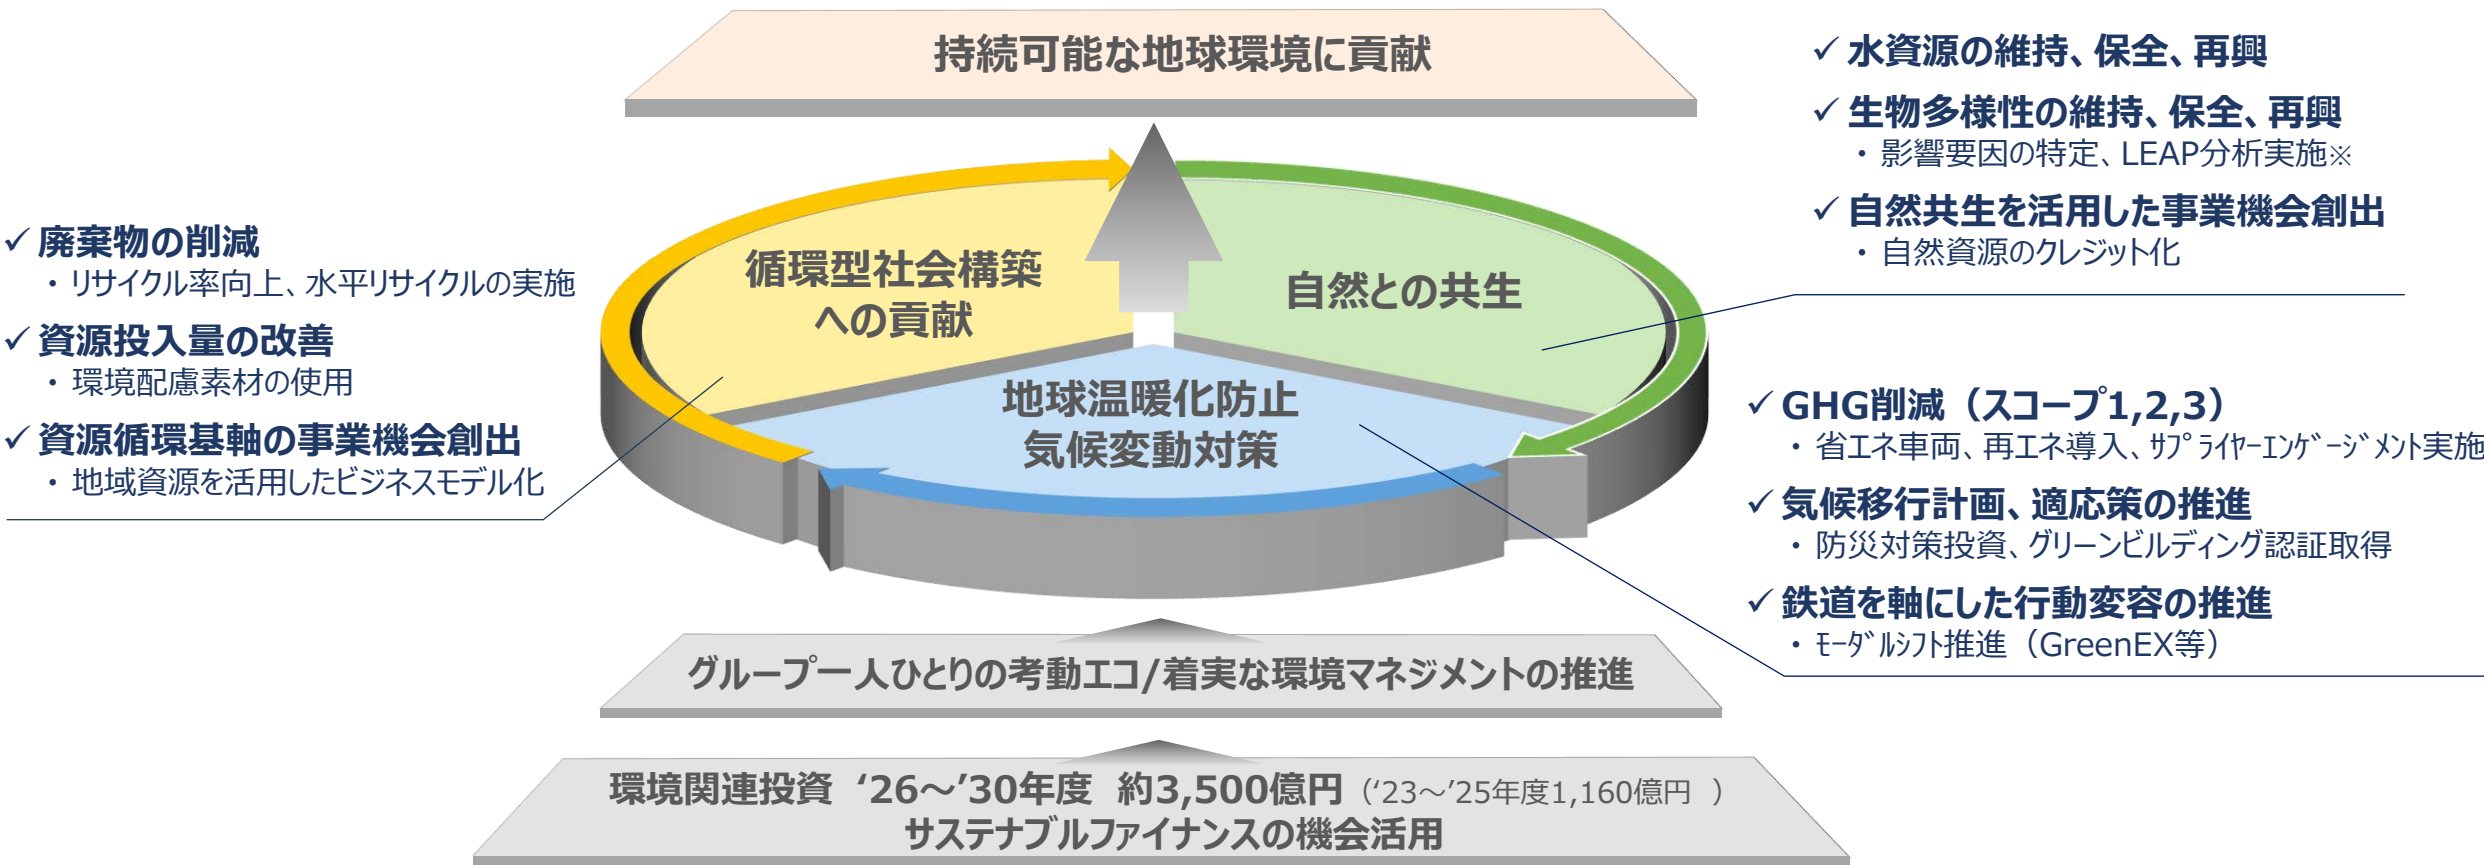 持続可能な地球環境に貢献
✓ 水資源の維持、保全、再興
✓ 生物多様性の維持、保全、再興
・ 影響要因の特定、LEAP分析実施※
✓ 自然共生を活用した事業機会創出
・ 自然資源のクレジット化
✓ 廃棄物の削減
・ リサイクル率向上、水平リサイクルの実施
✓ 資源投入量の改善
・ 環境配慮素材の使用
✓ 資源循環基軸の事業機会創出
・ 地域資源を活用したビジネスモデル化
循環型社会構築
への貢献
自然との共生
地球温暖化防止
気候変動対策
✓ GHG削減（スコープ1,2,3）
・ 省エネ車両、再エネ導入、ｻﾌﾟﾗｲﾔｰｴﾝｹﾞｰｼﾞﾒﾝﾄ実施
✓ 気候移行計画、適応策の推進
・ 防災対策投資、グリーンビルディング認証取得
✓ 鉄道を軸にした行動変容の推進
・ ﾓｰﾀﾞﾙｼﾌﾄ推進（GreenEX等）
グループ一人ひとりの考動エコ/着実な環境マネジメントの推進
環境関連投資 ‘26～’30年度 約3,500億円（‘23～’25年度1,160億円 ）
サステナブルファイナンスの機会活用